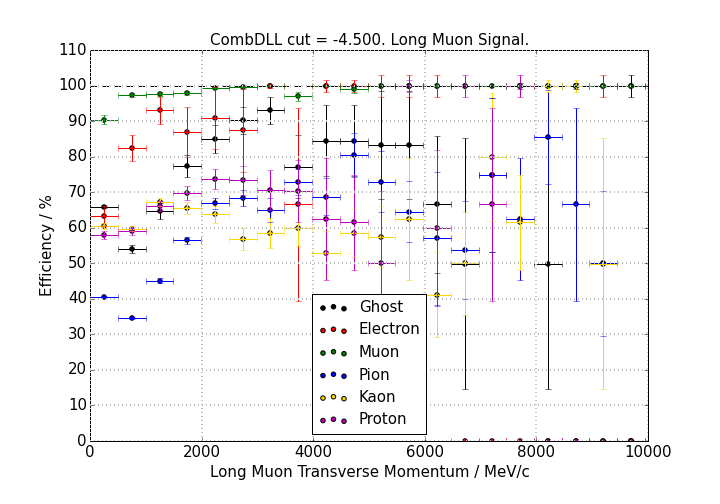 CombDLL cut = -4.500. Long Muon Signal.
110
100
90
80
70
60
50
40
30
20
10
0
Efficiency / %
Ghost
Electron
Muon
Pion
Kaon
Proton
0 2000 4000 6000 8000 10000
Long Muon Transverse Momentum / MeV/c